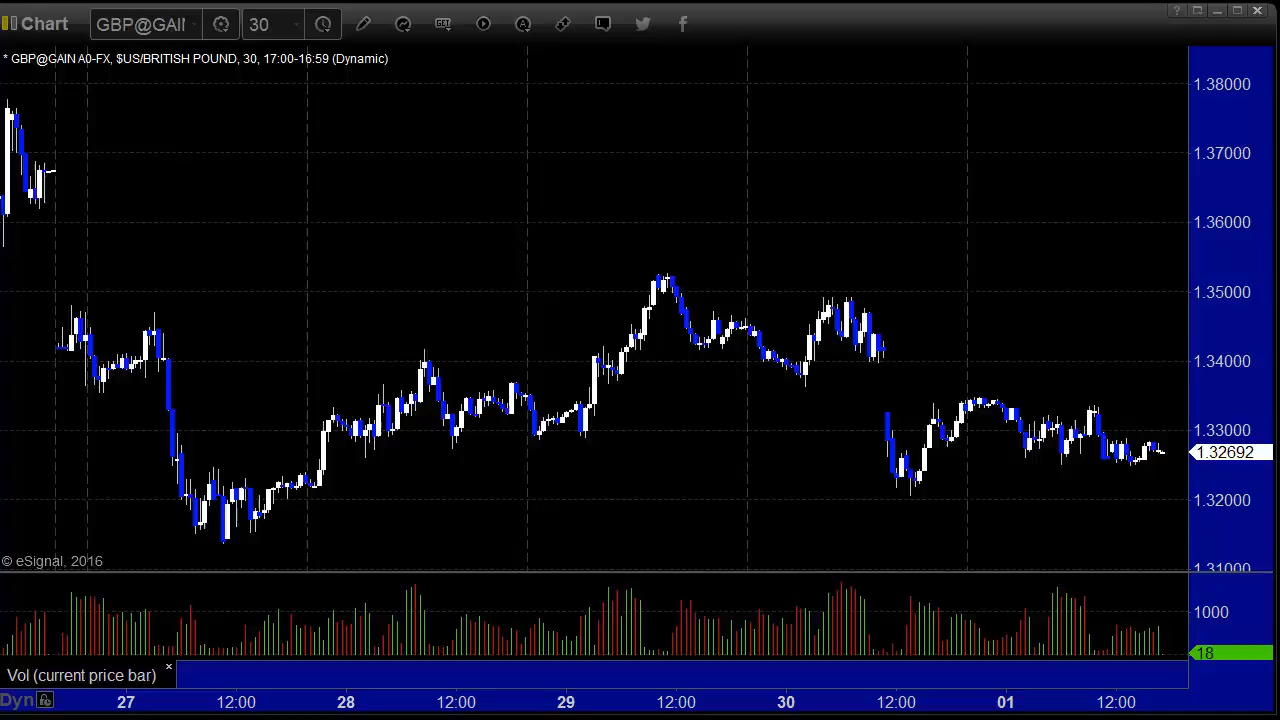 Chart GBP@GAIN 30 GET A
* GBP@GAIN A0-FX, $US/BRITISH POUND, 30, 17:00-16:59 (Dynamic)
1.38000
1.37000
1.36000
1.35000
1.34000
1.33000
1.32692
1.32000
1.31000
© eSignal, 2016
1000
18
Vol (current price bar)
Dyn 27 12:00 28 12:00 29 12:00 30 12:00 01 12:00